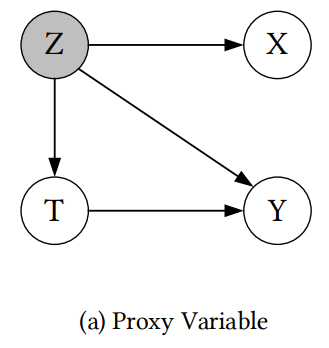 Z X
T Y
(a) Proxy Variable